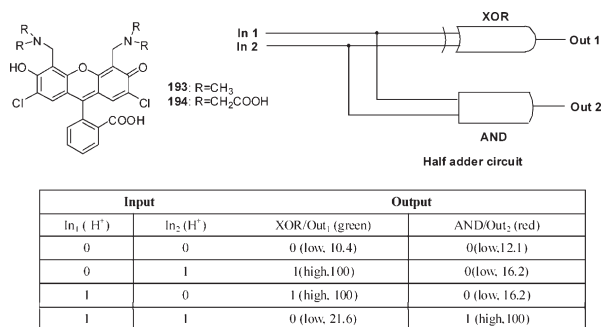 R
R
N
N
R
R
HO
O
O
Cl
Cl
COOH
193: R=CH3
194: R=CH2COOH
XOR
In 1
In 2
Out 1
Out 2
AND
Half adder circuit
Input Output
In1 ( H+) In2 (H+) XOR/Out1 (green) AND/Out2 (red)
0 0 0 (low, 10.4) 0(low,12.1)
0 1 1(high,100) 0(low, 16.2)
1 0 1 (high, 100) 0 (low, 16.2)
1 1 0 (low, 21.6) 1 (high,100)